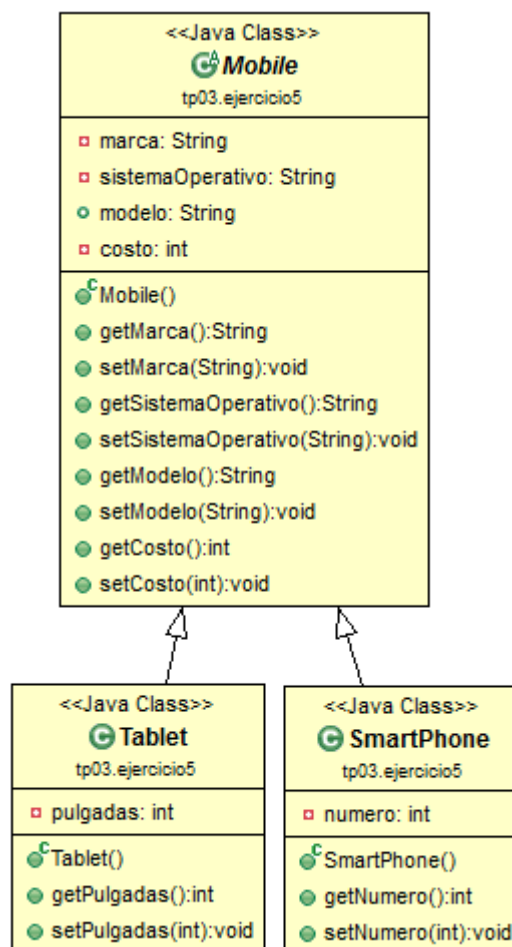 <<Java Class>>
Mobile
tp03.ejercicio5
marca: String
sistemaOperativo: String
modelo: String
costo: int
Mobile()
getMarca():String
setMarca(String):void
getSistemaOperativo():String
setSistemaOperativo(String):void
getModelo():String
setModelo(String):void
getCosto():int
setCosto(int):void
<<Java Class>>
Tablet
tp03.ejercicio5
pulgadas: int
Tablet()
getPulgadas():int
setPulgadas(int):void
<<Java Class>>
SmartPhone
tp03.ejercicio5
numero: int
SmartPhone()
getNumero():int
setNumero(int):void